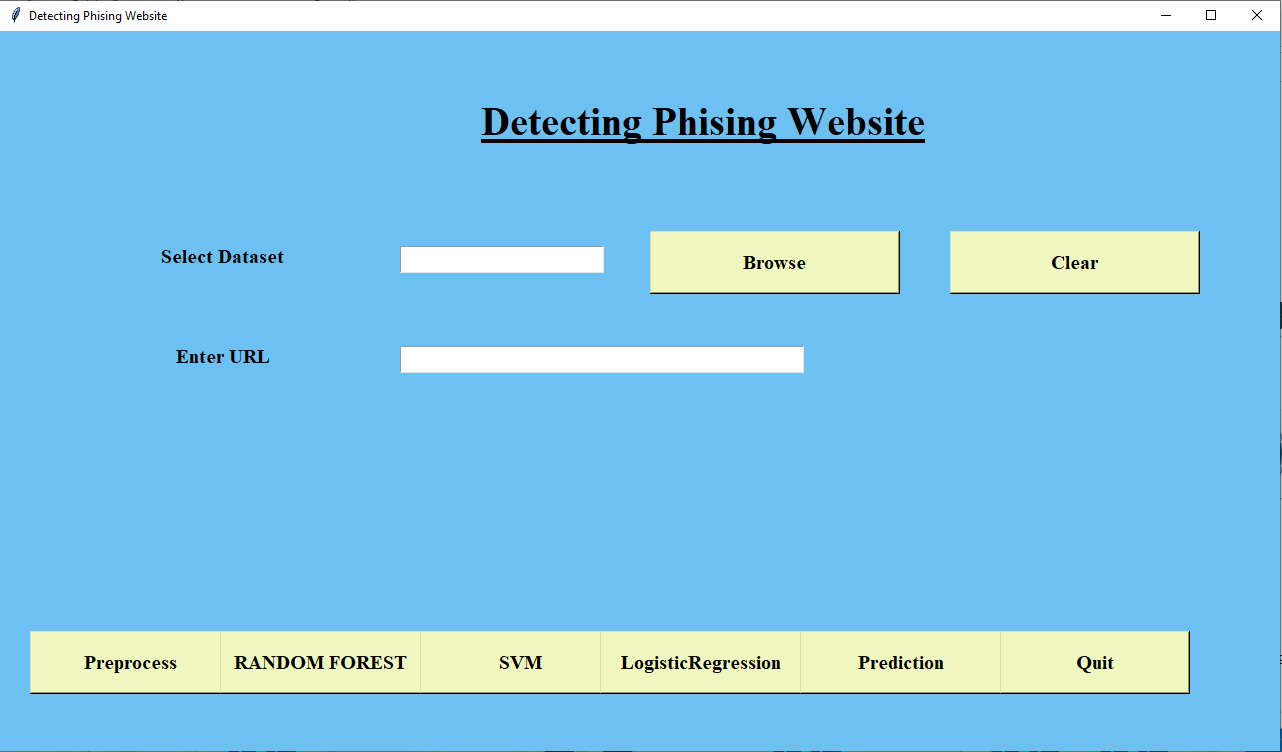 Detecting Phising Website
Detecting Phising Website
Select Dataset
Browse
Clear
Enter URL
Preprocess
RANDOM FOREST
SVM
LogisticRegression
Prediction
Quit